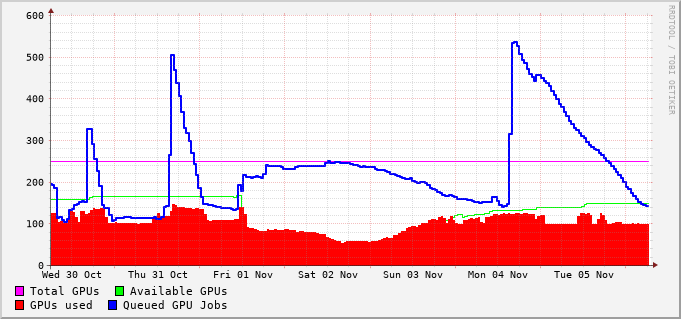 600
500
400
300
200
100
0
Wed 30 Oct Thu 31 Oct Fri 01 Nov Sat 02 Nov Sun 03 Nov Mon 04 Nov Tue 05 Nov
Total GPUs Available GPUs
GPUs used Queued GPU Jobs
RRDTOOL / TOBI OETIKER